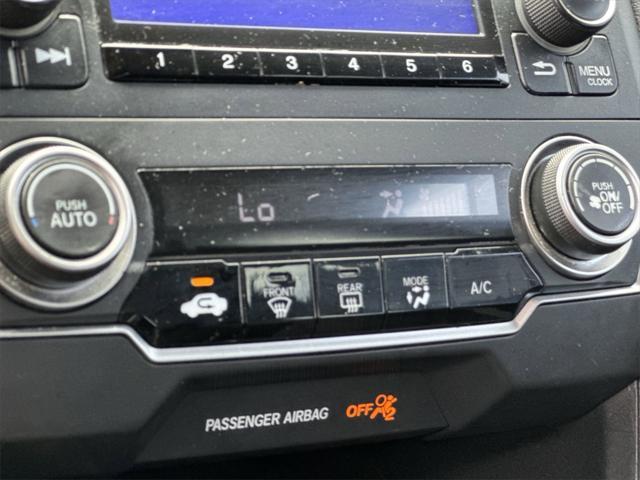 1 2 3 4 5 6
MENU
CLOCK
PUSH
AUTO
Lo
PUSH
ON/
OFF
FRONT
REAR
MODE
A/C
PASSENGER AIRBAG OFF 2